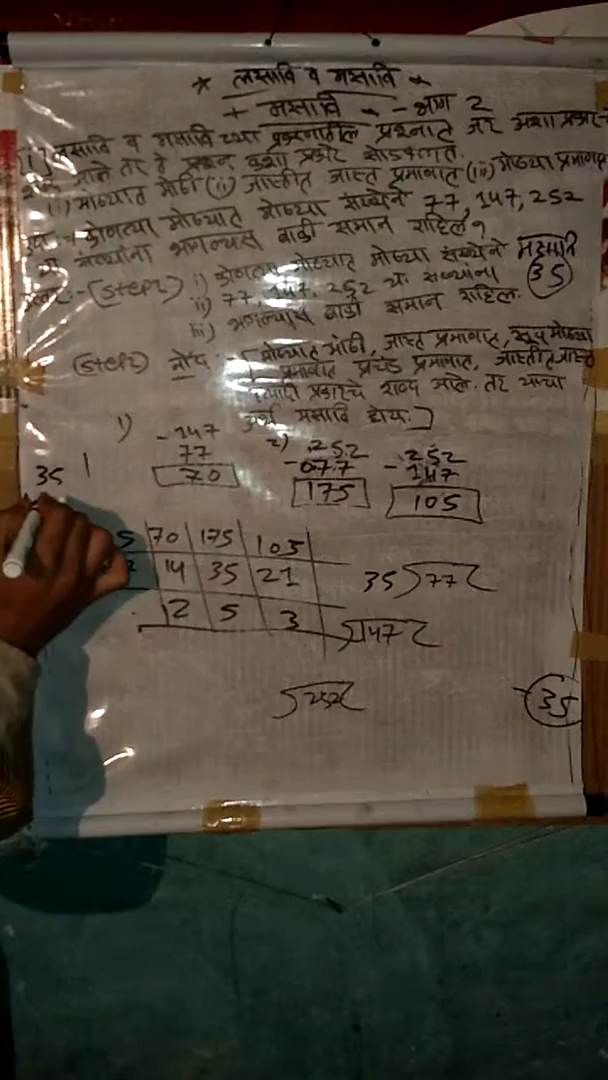 * लसावि व मसावि *
+ मसावि - भाग 2
(1) लसावि व मसावि च्या प्रकरणातील प्रश्नात जर अशा प्रकारे
तर हे प्रश्न कशा प्रकारे सोडवतात.
(i) मोठ्यात मोठी (ii) जास्तीत जास्त प्रमाणात (iii) मोठ्या प्रमाणात
कोणत्या मोठ्यात मोठ्या संख्येने 77, 147, 252
या संख्यांना भागल्यास बाकी समान राहिल?
(step1) i) कोणत्या मोठ्यात मोठ्या संख्येने मसावि
ii) 77, 147, 252 या संख्यांना 35
iii) भागल्यास बाकी समान राहिल.
(step2) नोंद :- [मोठ्यात मोठी, जास्त प्रमाणात, खूप मोठ्या
प्रमाणात प्रचंड प्रमाणात, जास्तीत जास्त
प्रकारचे शब्द आले तर याचा
अर्थ मसावि होय.]
1) - 147 2) 252 252
77 - 077 - 147
35 70 175 105
5 70 175 105
14 35 21 35 77
2 5 3 147
252 35